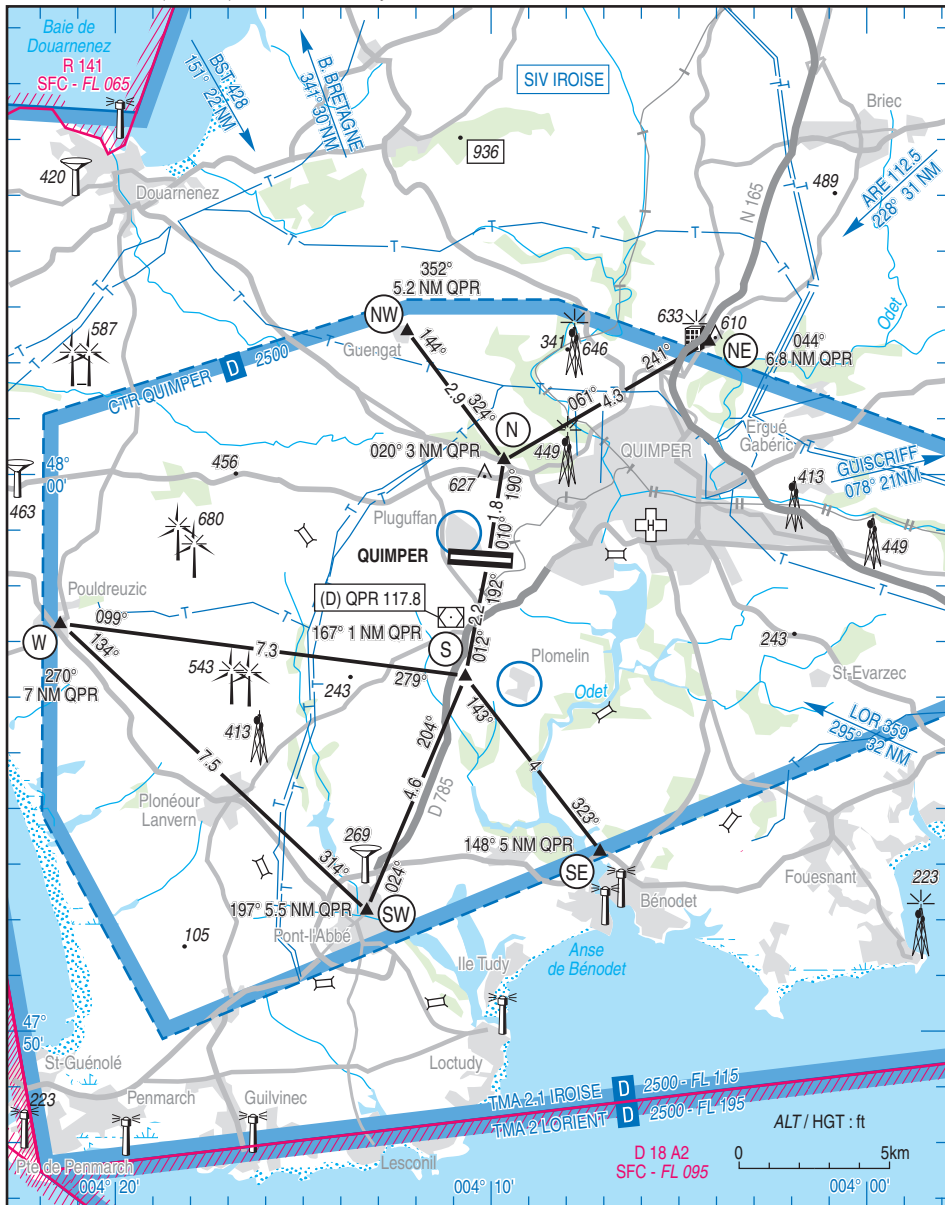 Baie de
Douarnenez
R 141
SFC - FL 065
BST 428
151° 22 NM
B. BRETAGNE
341° 30 NM
SIV IROISE
Briec
936
420
Douarnenez
N 165
489
ARE 112.5
228° 31 NM
352°
5.2 NM QPR
NW
Guengat
587
CTR QUIMPER D 2500
144°
2.9
324°
341
646
633
610
NE
044°
6.8 NM QPR
241°
061°
4.3
Odet
N
020° 3 NM QPR
449
QUIMPER
Ergué
Gabéric
GUISCRIFF
078° 21NM
48°
00'
463
456
627
190°
1.8
010°
413
449
680
Pluguffan
QUIMPER
H
Pouldreuzic
(D) QPR 117.8
192°
2.2
012°
099°
134°
W
270°
7 NM QPR
167° 1 NM QPR
S
7.3
279°
543
243
413
Plomelin
Odet
243
St-Evarzec
143°
204°
LOR 359
295° 32 NM
7.5
4.6
D 785
4
323°
Plonéour
Lanvern
269
148° 5 NM QPR
SE
314°
024°
197° 5.5 NM QPR
SW
Pont-l'Abbé
Bénodet
Fouesnant
223
105
Ile Tudy
Anse
de Bénodet
47°
50'
St-Guénolé
Loctudy
223
Penmarch
Guilvinec
TMA 2.1 IROISE D 2500 - FL 115
TMA 2 LORIENT D 2500 - FL 195
ALT / HGT : ft
Pte de Penmarch
Lesconil
D 18 A2
SFC - FL 095
0 5km
004° 20'
004° 10'
004° 00'
T T T T T T T T T T T T